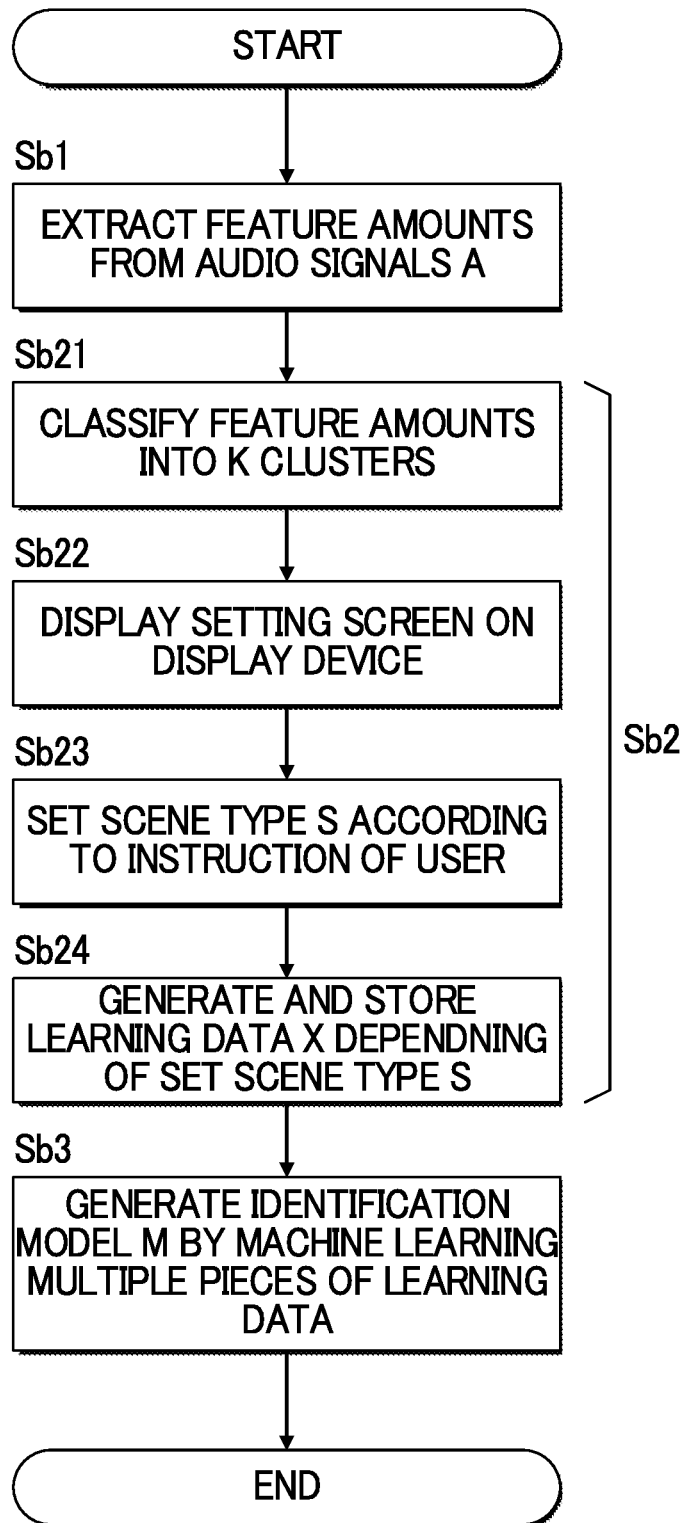 START
Sb1
EXTRACT FEATURE AMOUNTS
FROM AUDIO SIGNALS A
Sb21
CLASSIFY FEATURE AMOUNTS
INTO K CLUSTERS
Sb22
DISPLAY SETTING SCREEN ON
DISPLAY DEVICE
Sb2
Sb23
SET SCENE TYPE S ACCORDING
TO INSTRUCTION OF USER
Sb24
GENERATE AND STORE
LEARNING DATA X DEPENDNING
OF SET SCENE TYPE S
Sb3
GENERATE IDENTIFICATION
MODEL M BY MACHINE LEARNING
MULTIPLE PIECES OF LEARNING
DATA
END